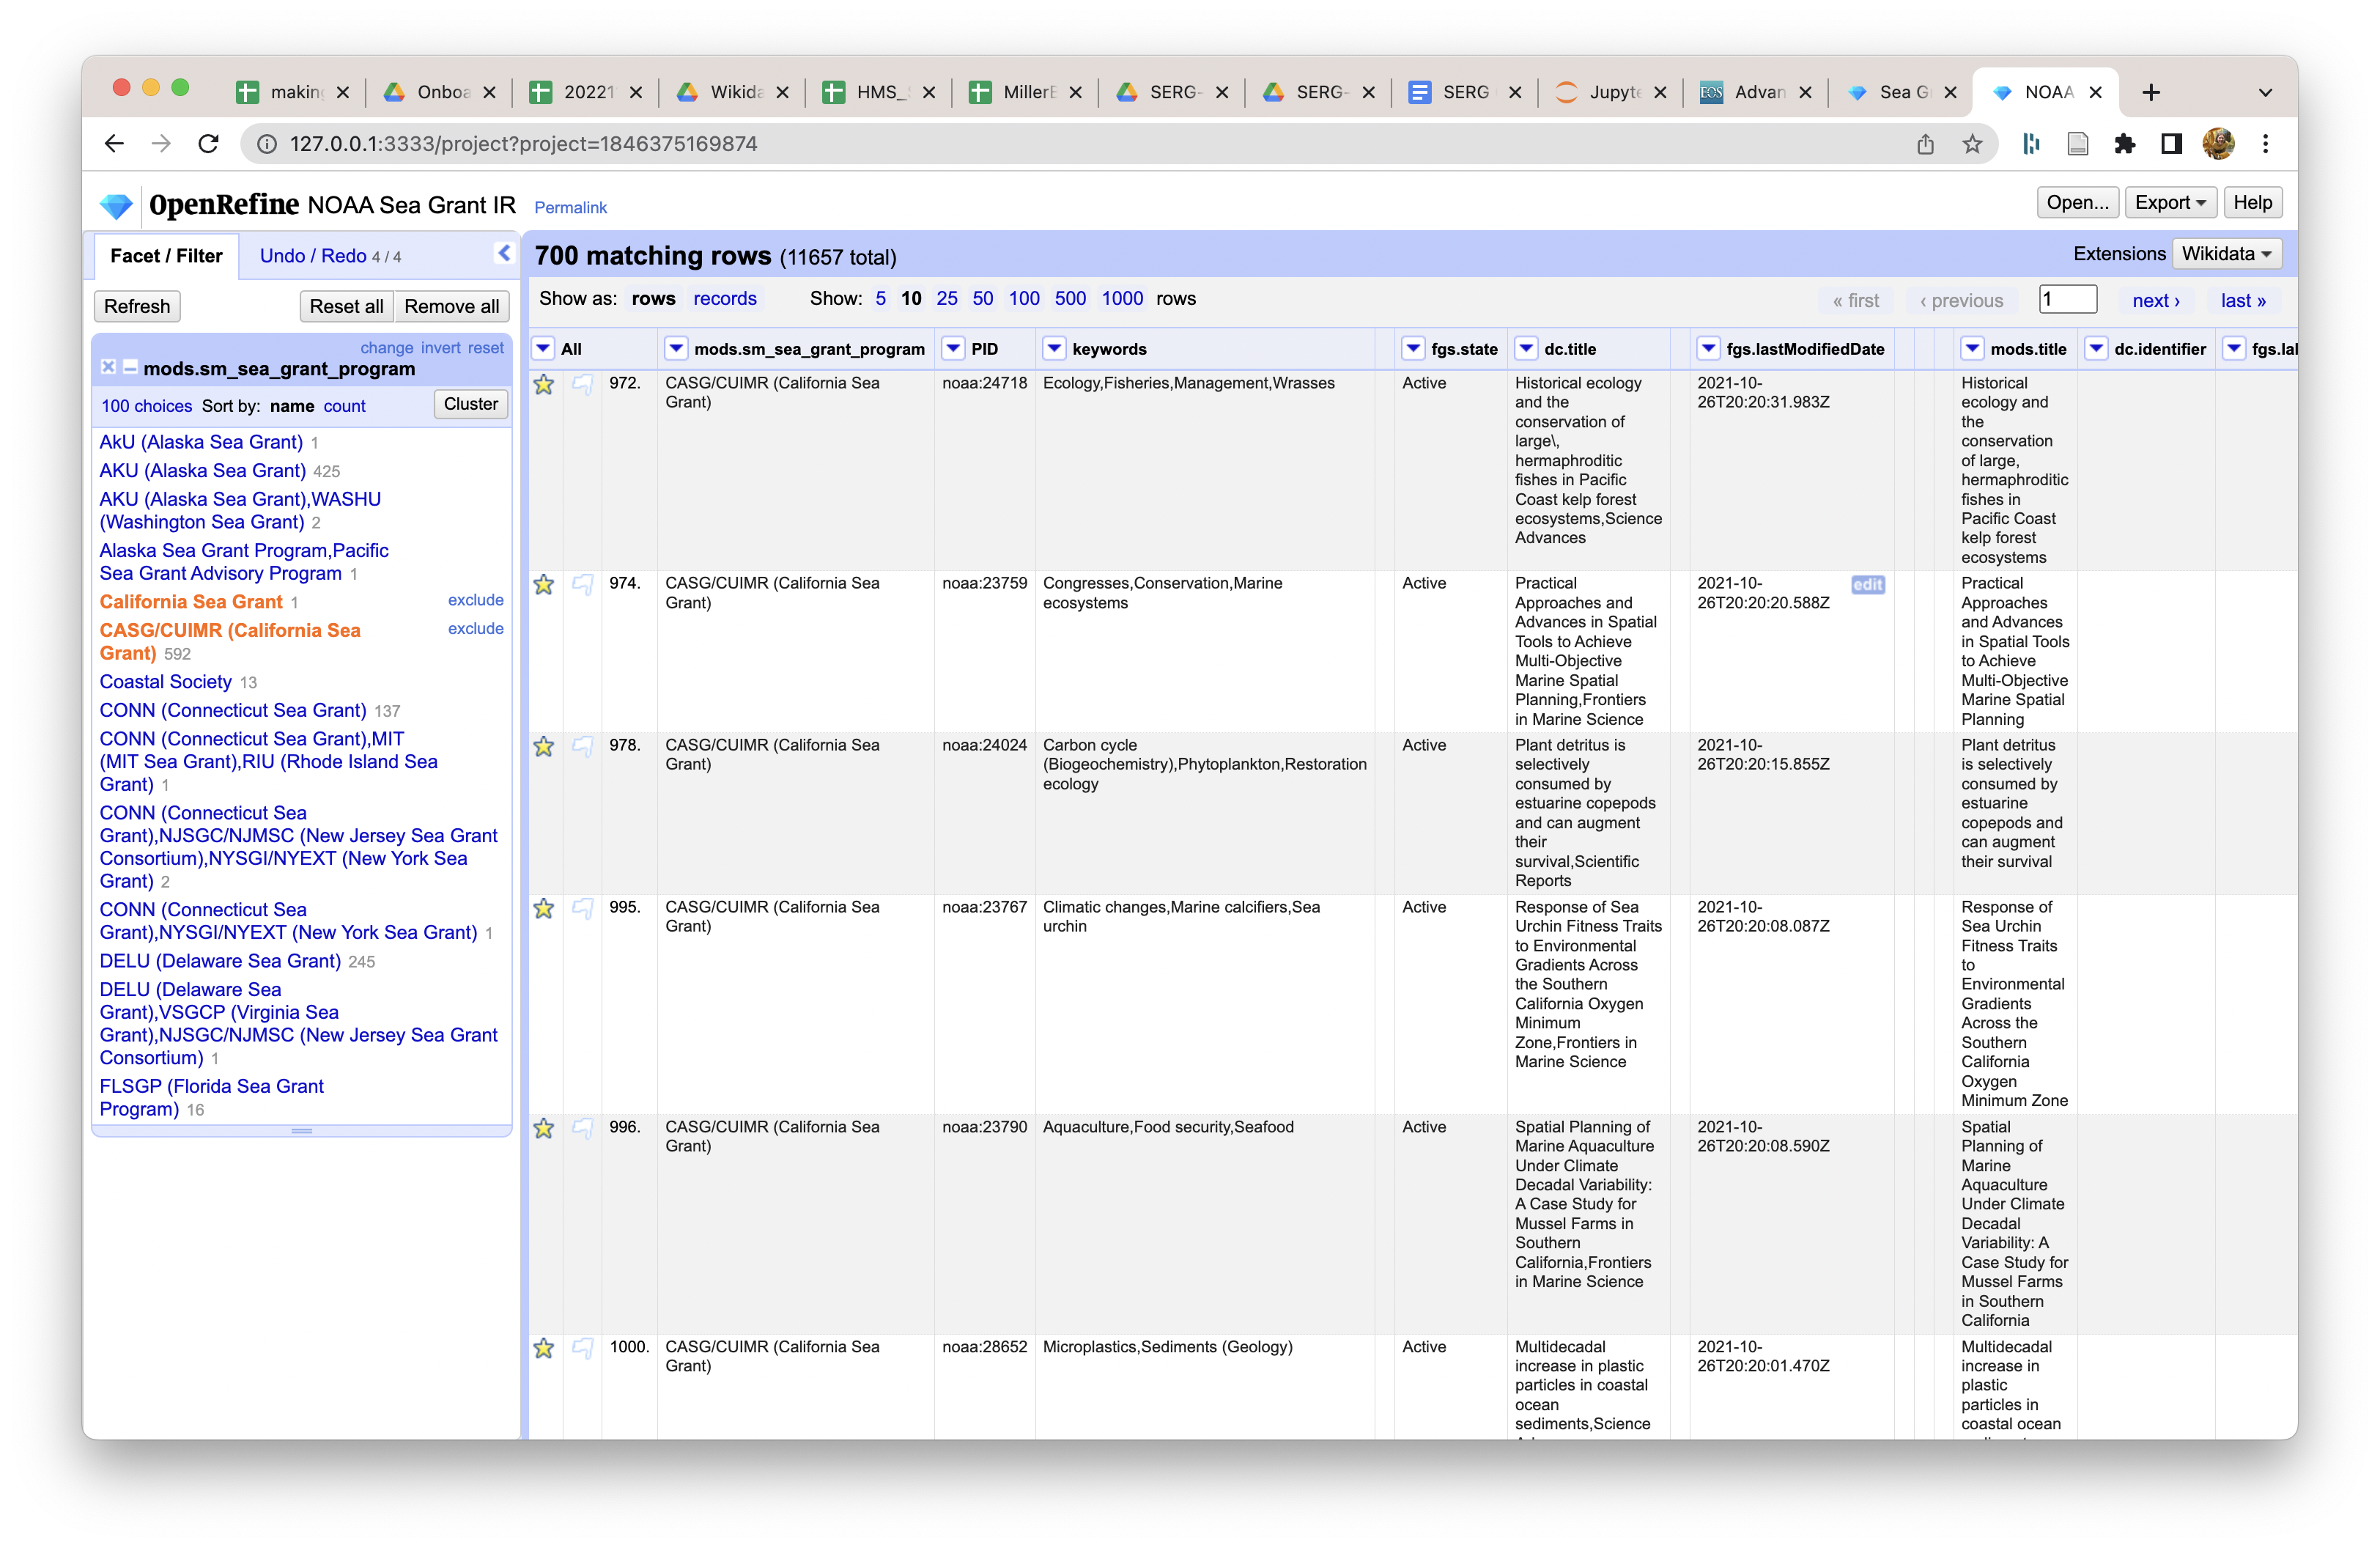 makin
Onboa
20221
Wikida
HMS_
MillerE
SERG-
SERG-
SERG
Jupyte
Advan
Sea G
NOAA
127.0.0.1:3333/project?project=1846375169874
OpenRefine NOAA Sea Grant IR Permalink
Open... Export Help
Facet / Filter Undo / Redo 4 / 4
700 matching rows (11657 total)
Extensions Wikidata
Refresh Reset all Remove all
Show as: rows records Show: 5 10 25 50 100 500 1000 rows
« first ‹ previous 1 next › last »
change invert reset
mods.sm_sea_grant_program
100 choices Sort by: name count Cluster
AkU (Alaska Sea Grant) 1
AKU (Alaska Sea Grant) 425
AKU (Alaska Sea Grant),WASHU
(Washington Sea Grant) 2
Alaska Sea Grant Program,Pacific
Sea Grant Advisory Program 1
California Sea Grant 1 exclude
CASG/CUIMR (California Sea exclude
Grant) 592
Coastal Society 13
CONN (Connecticut Sea Grant) 137
CONN (Connecticut Sea Grant),MIT
(MIT Sea Grant),RIU (Rhode Island Sea
Grant) 1
CONN (Connecticut Sea
Grant),NJSGC/NJMSC (New Jersey Sea Grant
Consortium),NYSGI/NYEXT (New York Sea
Grant) 2
CONN (Connecticut Sea
Grant),NYSGI/NYEXT (New York Sea Grant) 1
DELU (Delaware Sea Grant) 245
DELU (Delaware Sea
Grant),VSGCP (Virginia Sea
Grant),NJSGC/NJMSC (New Jersey Sea Grant
Consortium) 1
FLSGP (Florida Sea Grant
Program) 16
All mods.sm_sea_grant_program PID keywords fgs.state dc.title fgs.lastModifiedDate mods.title dc.identifier fgs.lal
972.
CASG/CUIMR (California Sea
Grant)
noaa:24718
Ecology,Fisheries,Management,Wrasses
Active
Historical ecology
and the
conservation of
large\,
hermaphroditic
fishes in Pacific
Coast kelp forest
ecosystems,Science
Advances
2021-10-
26T20:20:31.983Z
Historical
ecology and
the
conservation
of large,
hermaphroditic
fishes in
Pacific Coast
kelp forest
ecosystems
974.
CASG/CUIMR (California Sea
Grant)
noaa:23759
Congresses,Conservation,Marine
ecosystems
Active
Practical
Approaches and
Advances in Spatial
Tools to Achieve
Multi-Objective
Marine Spatial
Planning,Frontiers
in Marine Science
2021-10-
26T20:20:20.588Z
edit
Practical
Approaches
and Advances
in Spatial Tools
to Achieve
Multi-Objective
Marine Spatial
Planning
978.
CASG/CUIMR (California Sea
Grant)
noaa:24024
Carbon cycle
(Biogeochemistry),Phytoplankton,Restoration
ecology
Active
Plant detritus is
selectively
consumed by
estuarine copepods
and can augment
their
survival,Scientific
Reports
2021-10-
26T20:20:15.855Z
Plant detritus
is selectively
consumed by
estuarine
copepods and
can augment
their survival
995.
CASG/CUIMR (California Sea
Grant)
noaa:23767
Climatic changes,Marine calcifiers,Sea
urchin
Active
Response of Sea
Urchin Fitness Traits
to Environmental
Gradients Across
the Southern
California Oxygen
Minimum
Zone,Frontiers in
Marine Science
2021-10-
26T20:20:08.087Z
Response of
Sea Urchin
Fitness Traits
to
Environmental
Gradients
Across the
Southern
California
Oxygen
Minimum Zone
996.
CASG/CUIMR (California Sea
Grant)
noaa:23790
Aquaculture,Food security,Seafood
Active
Spatial Planning of
Marine Aquaculture
Under Climate
Decadal Variability:
A Case Study for
Mussel Farms in
Southern
California,Frontiers
in Marine Science
2021-10-
26T20:20:08.590Z
Spatial
Planning of
Marine
Aquaculture
Under Climate
Decadal
Variability: A
Case Study for
Mussel Farms
in Southern
California
1000.
CASG/CUIMR (California Sea
Grant)
noaa:28652
Microplastics,Sediments (Geology)
Active
Multidecadal
increase in plastic
particles in coastal
ocean
sediments,Science
2021-10-
26T20:20:01.470Z
Multidecadal
increase in
plastic
particles in
coastal ocean